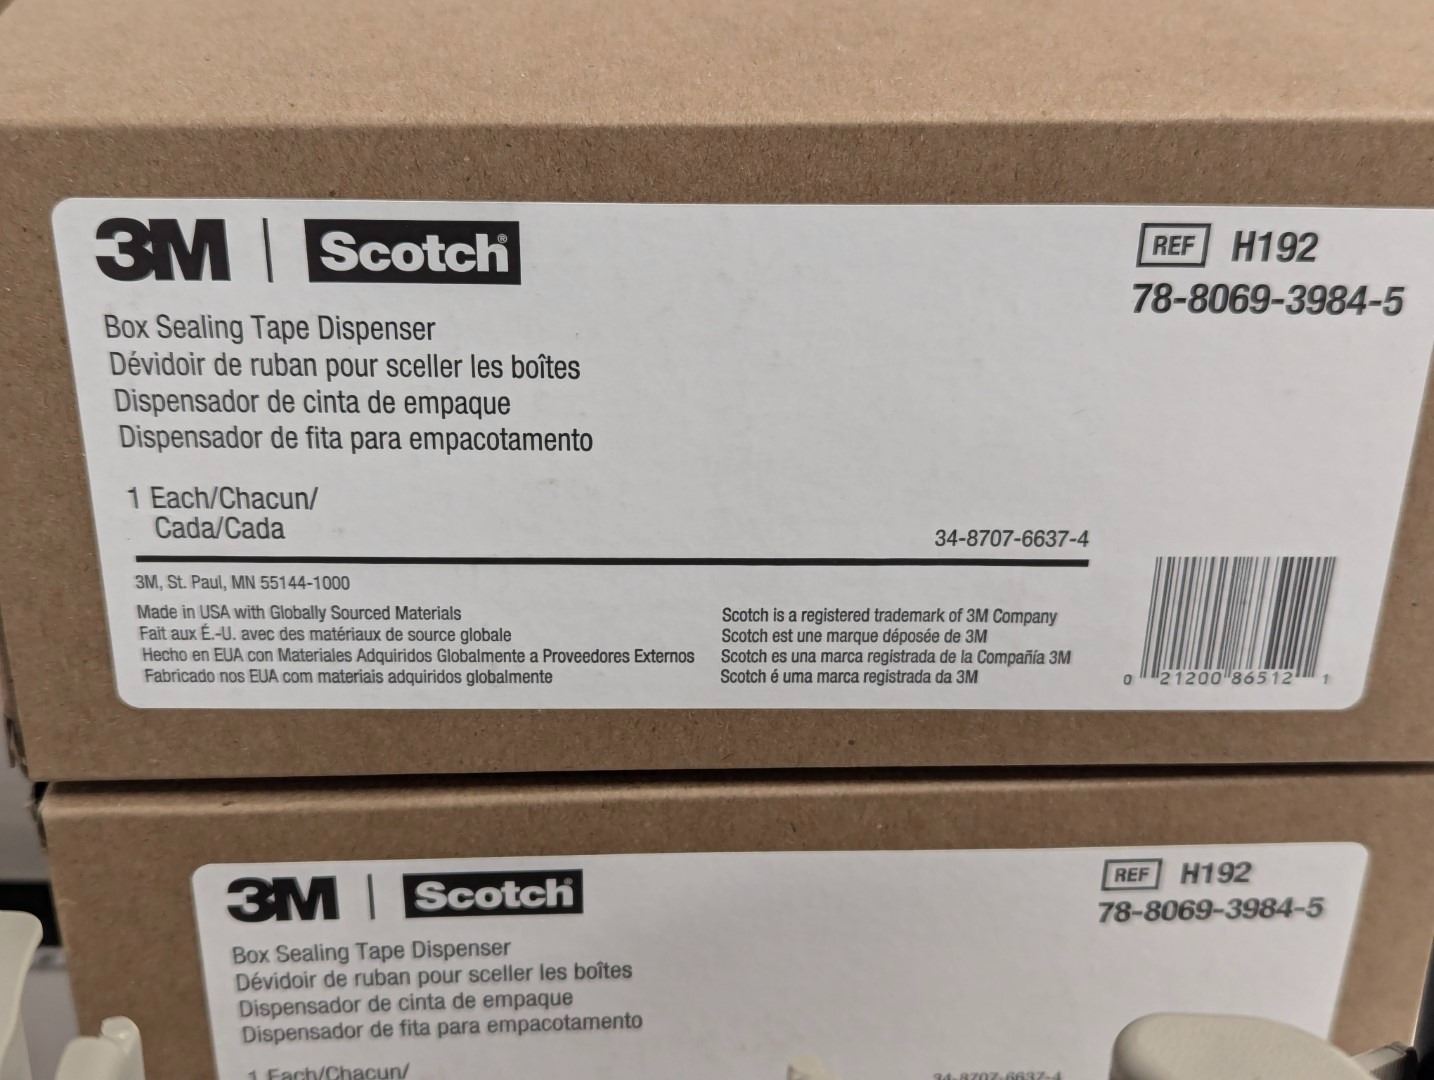 3M | Scotch®
REF H192
78-8069-3984-5
Box Sealing Tape Dispenser
Dévidoir de ruban pour sceller les boîtes
Dispensador de cinta de empaque
Dispensador de fita para empacotamento
1 Each/Chacun/
Cada/Cada
34-8707-6637-4
3M, St. Paul, MN 55144-1000
Made in USA with Globally Sourced Materials
Fait aux É.-U. avec des matériaux de source globale
Hecho en EUA con Materiales Adquiridos Globalmente a Proveedores Externos
Fabricado nos EUA com materiais adquiridos globalmente
Scotch is a registered trademark of 3M Company
Scotch est une marque déposée de 3M
Scotch es una marca registrada de la Compañía 3M
Scotch é uma marca registrada da 3M
0 21200 86512 1
3M | Scotch
REF H192
78-8069-3984-5
Box Sealing Tape Dispenser
Dévidoir de ruban pour sceller les boîtes
Dispensador de cinta de empaque
Dispensador de fita para empacotamento
1 Each/Chacun/
34-8707-6637-4